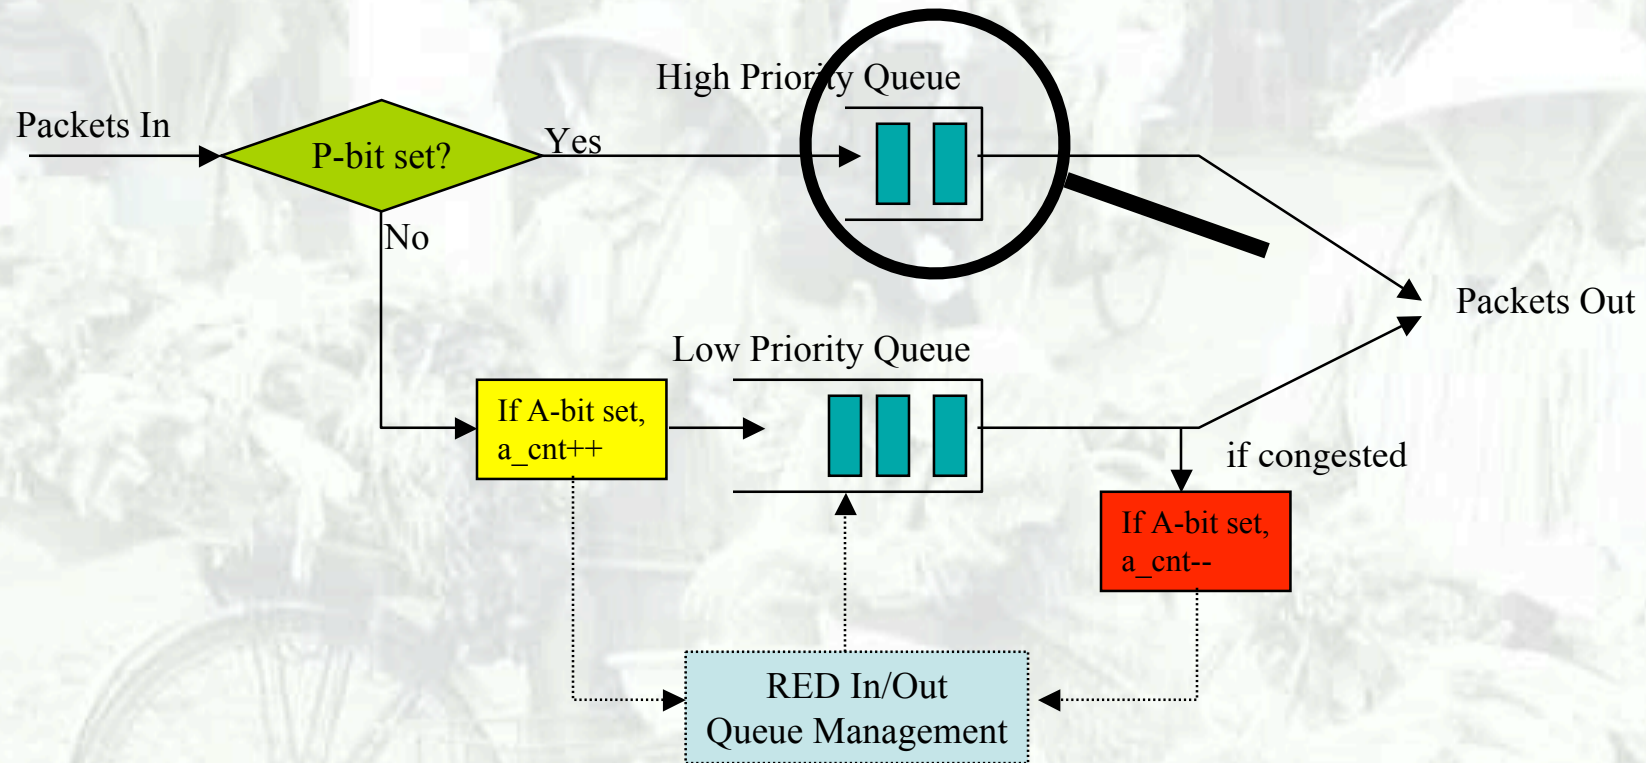 High Priority Queue
Packets In
P-bit set?
Yes
No
Packets Out
Low Priority Queue
If A-bit set,
a_cnt++
if congested
If A-bit set,
a_cnt--
RED In/Out
Queue Management